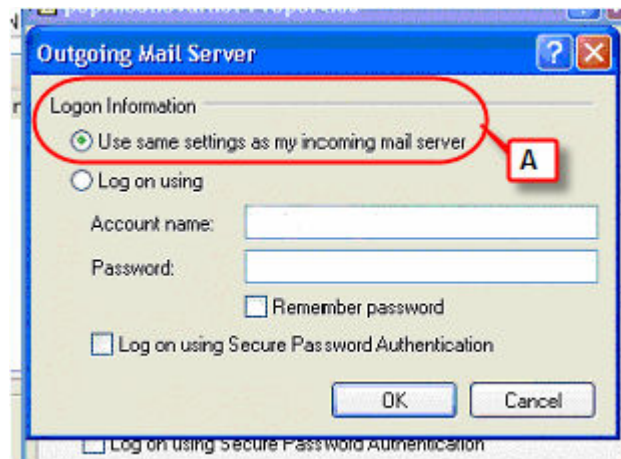 Outgoing Mail Server
Logon Information
Use same settings as my incoming mail server
A
Log on using
Account name:
Password:
Remember password
Log on using Secure Password Authentication
OK Cancel
Log on using Secure Password Authentication